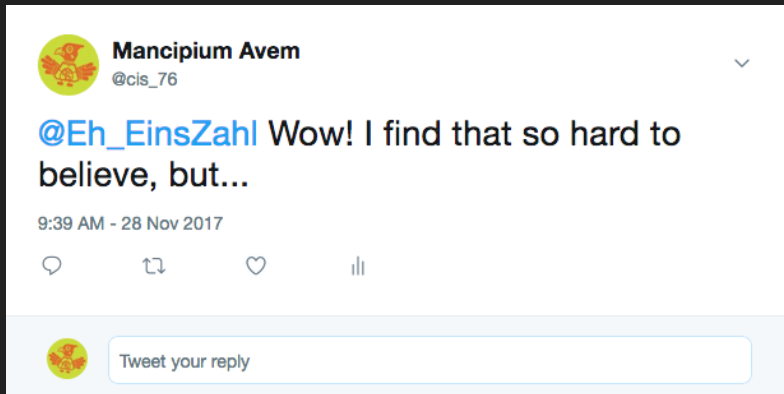 Mancipium Avem
@cis_76
@Eh_EinsZahl Wow! I find that so hard to
believe, but...
9:39 AM - 28 Nov 2017
Tweet your reply